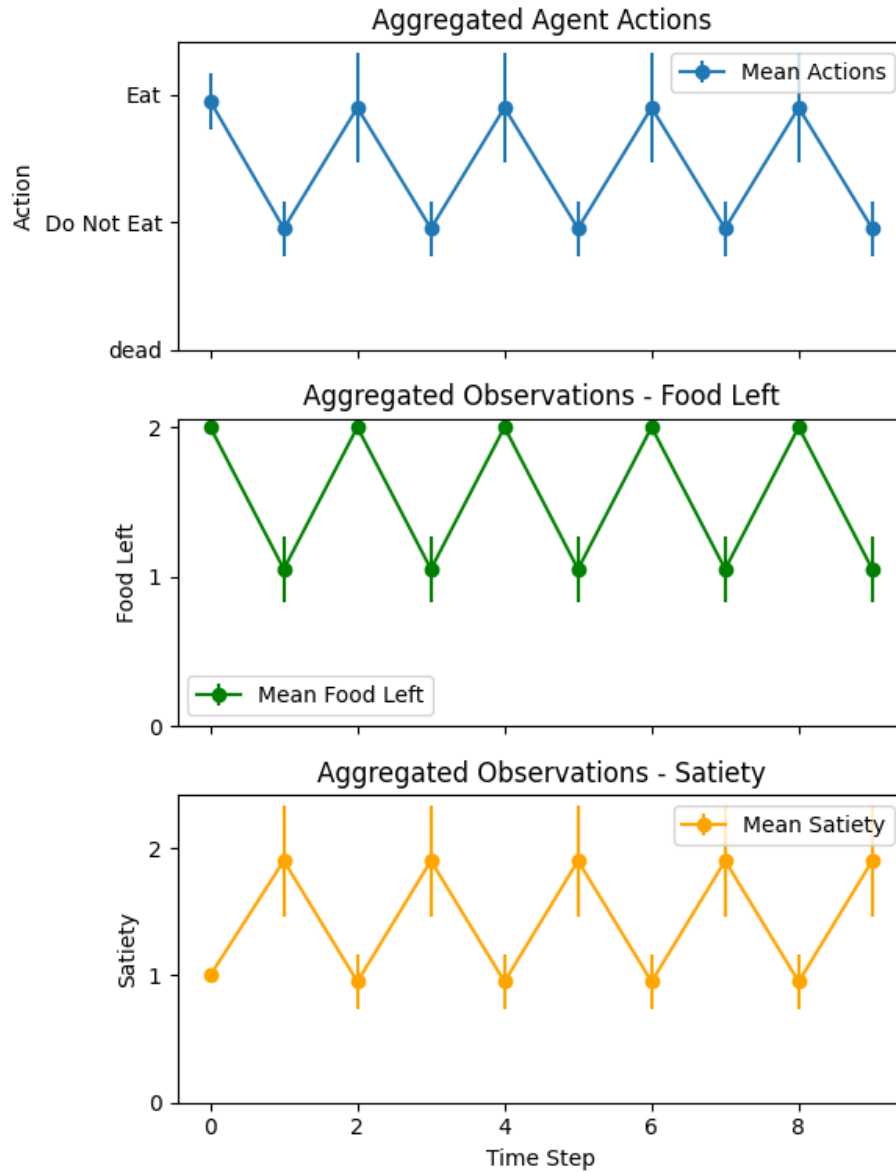 Aggregated Agent Actions
Mean Actions
Eat
Do Not Eat
dead
Action
Aggregated Observations - Food Left
2
1
0
Food Left
Mean Food Left
Aggregated Observations - Satiety
Mean Satiety
2
1
0
Satiety
0 2 4 6 8
Time Step